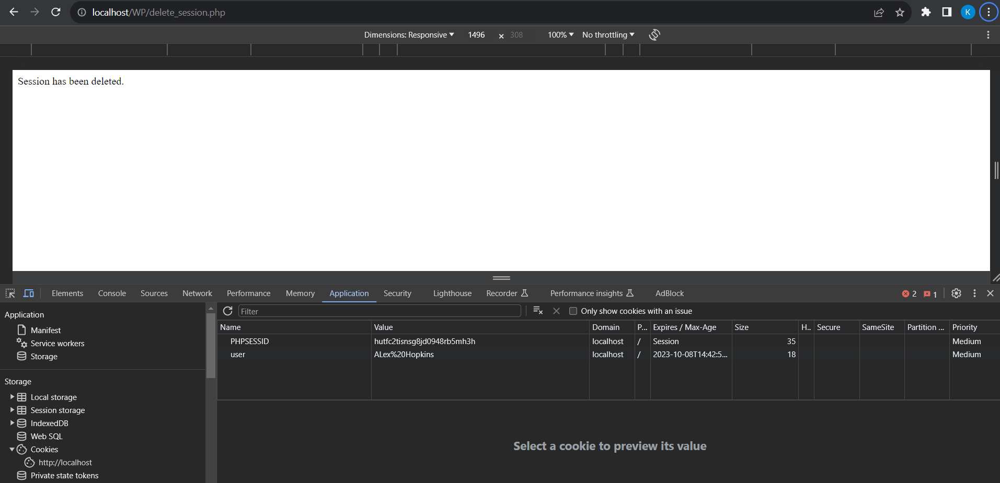 localhost/WP/delete_session.php
K
Dimensions: Responsive 1496 × 308 100% No throttling
Session has been deleted.
Elements Console Sources Network Performance Memory Application Security Lighthouse Recorder Performance insights AdBlock 2 1
Application
Manifest
Service workers
Storage
Storage
Local storage
Session storage
IndexedDB
Web SQL
Cookies
http://localhost
Private state tokens
Filter Only show cookies with an issue
Name Value Domain P... Expires / Max-Age Size H.. Secure SameSite Partition ... Priority
PHPSESSID hutfc2tisnsg8jd0948rb5mh3h localhost / Session 35 Medium
user ALex%20Hopkins localhost / 2023-10-08T14:42:5... 18 Medium
Select a cookie to preview its value